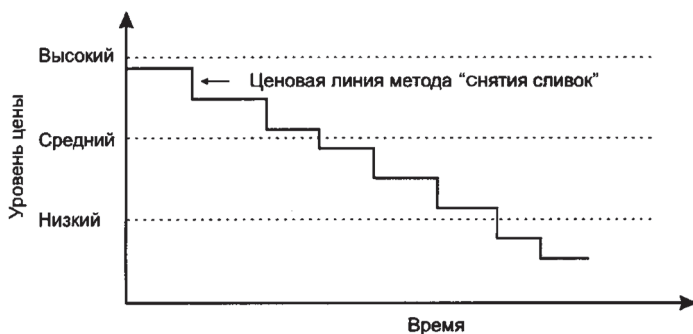 Высокий
Ценовая линия метода "снятия сливок"
Средний
Низкий
Уровень цены
Время